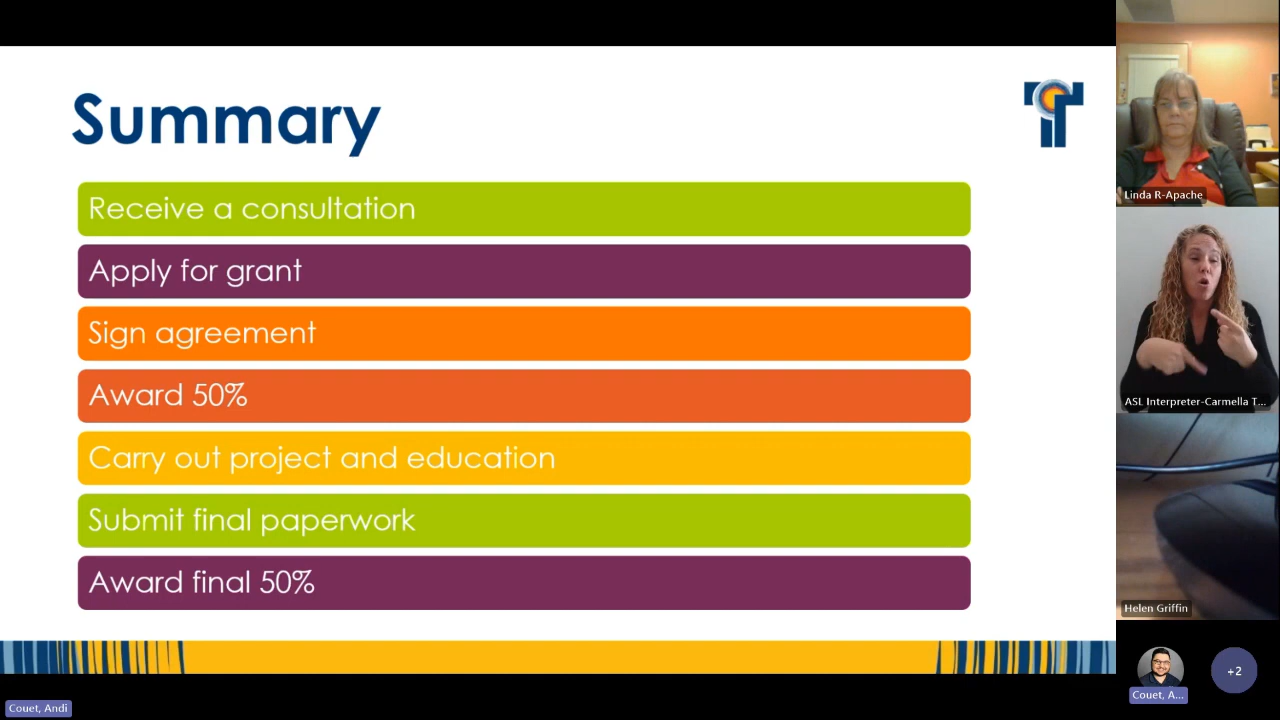 Summary
Receive a consultation
Apply for grant
Sign agreement
Award 50%
Carry out project and education
Submit final paperwork
Award final 50%
Linda R-Apache
ASL Interpreter-Carmella T...
Helen Griffin
Couet, A...
+2
Couet, Andi